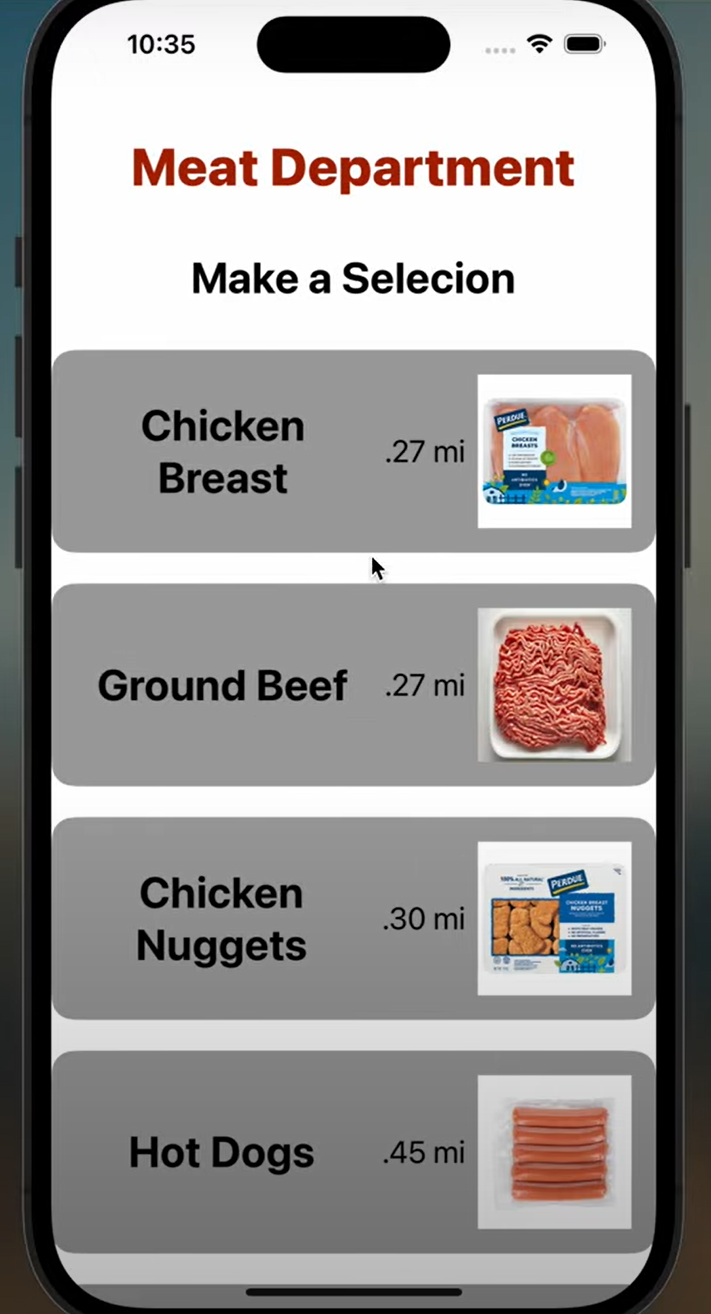 10:35
Meat Department
Make a Selecion
Chicken
Breast
.27 mi
PERDUE
CHICKEN
BREASTS
NO
ANTIBIOTICS
EVER
Ground Beef
.27 mi
Chicken
Nuggets
.30 mi
100% ALL NATURAL
INGREDIENTS
PERDUE
CHICKEN BREAST
NUGGETS
NO ANTIBIOTICS
EVER
Hot Dogs
.45 mi